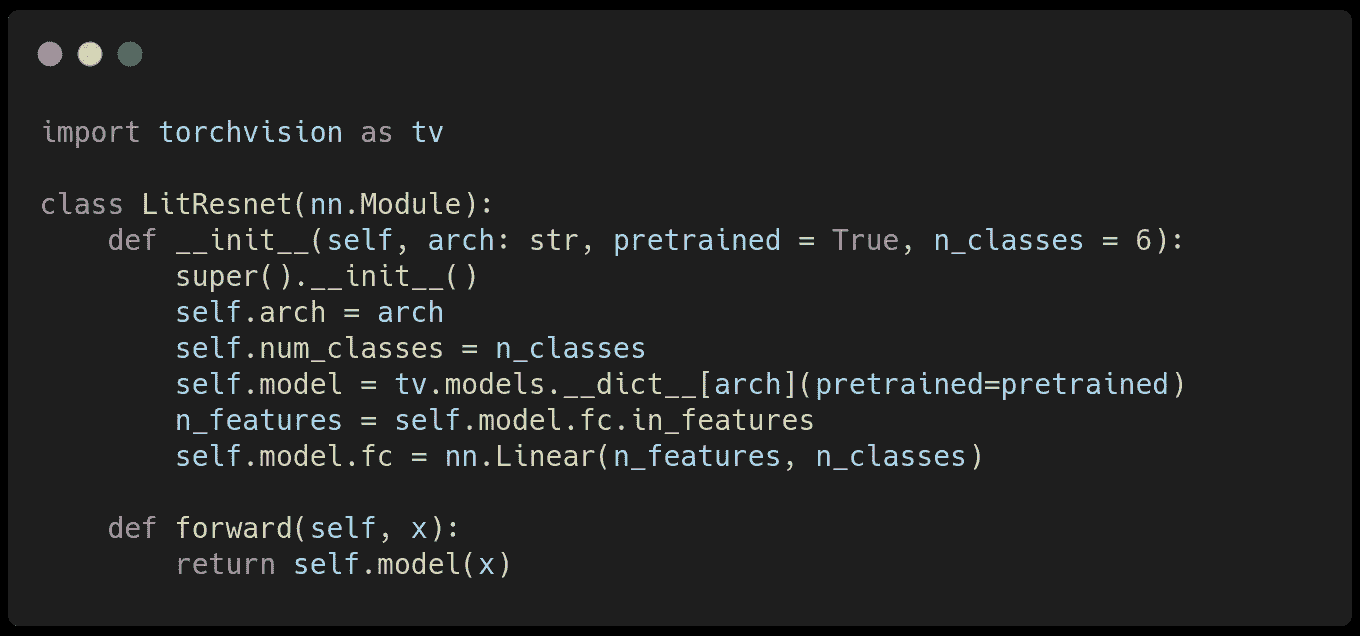 import torchvision as tv
class LitResnet(nn.Module):
    def __init__(self, arch: str, pretrained = True, n_classes = 6):
        super().__init__()
        self.arch = arch
        self.num_classes = n_classes
        self.model = tv.models.__dict__[arch](pretrained=pretrained)
        n_features = self.model.fc.in_features
        self.model.fc = nn.Linear(n_features, n_classes)
    def forward(self, x):
        return self.model(x)